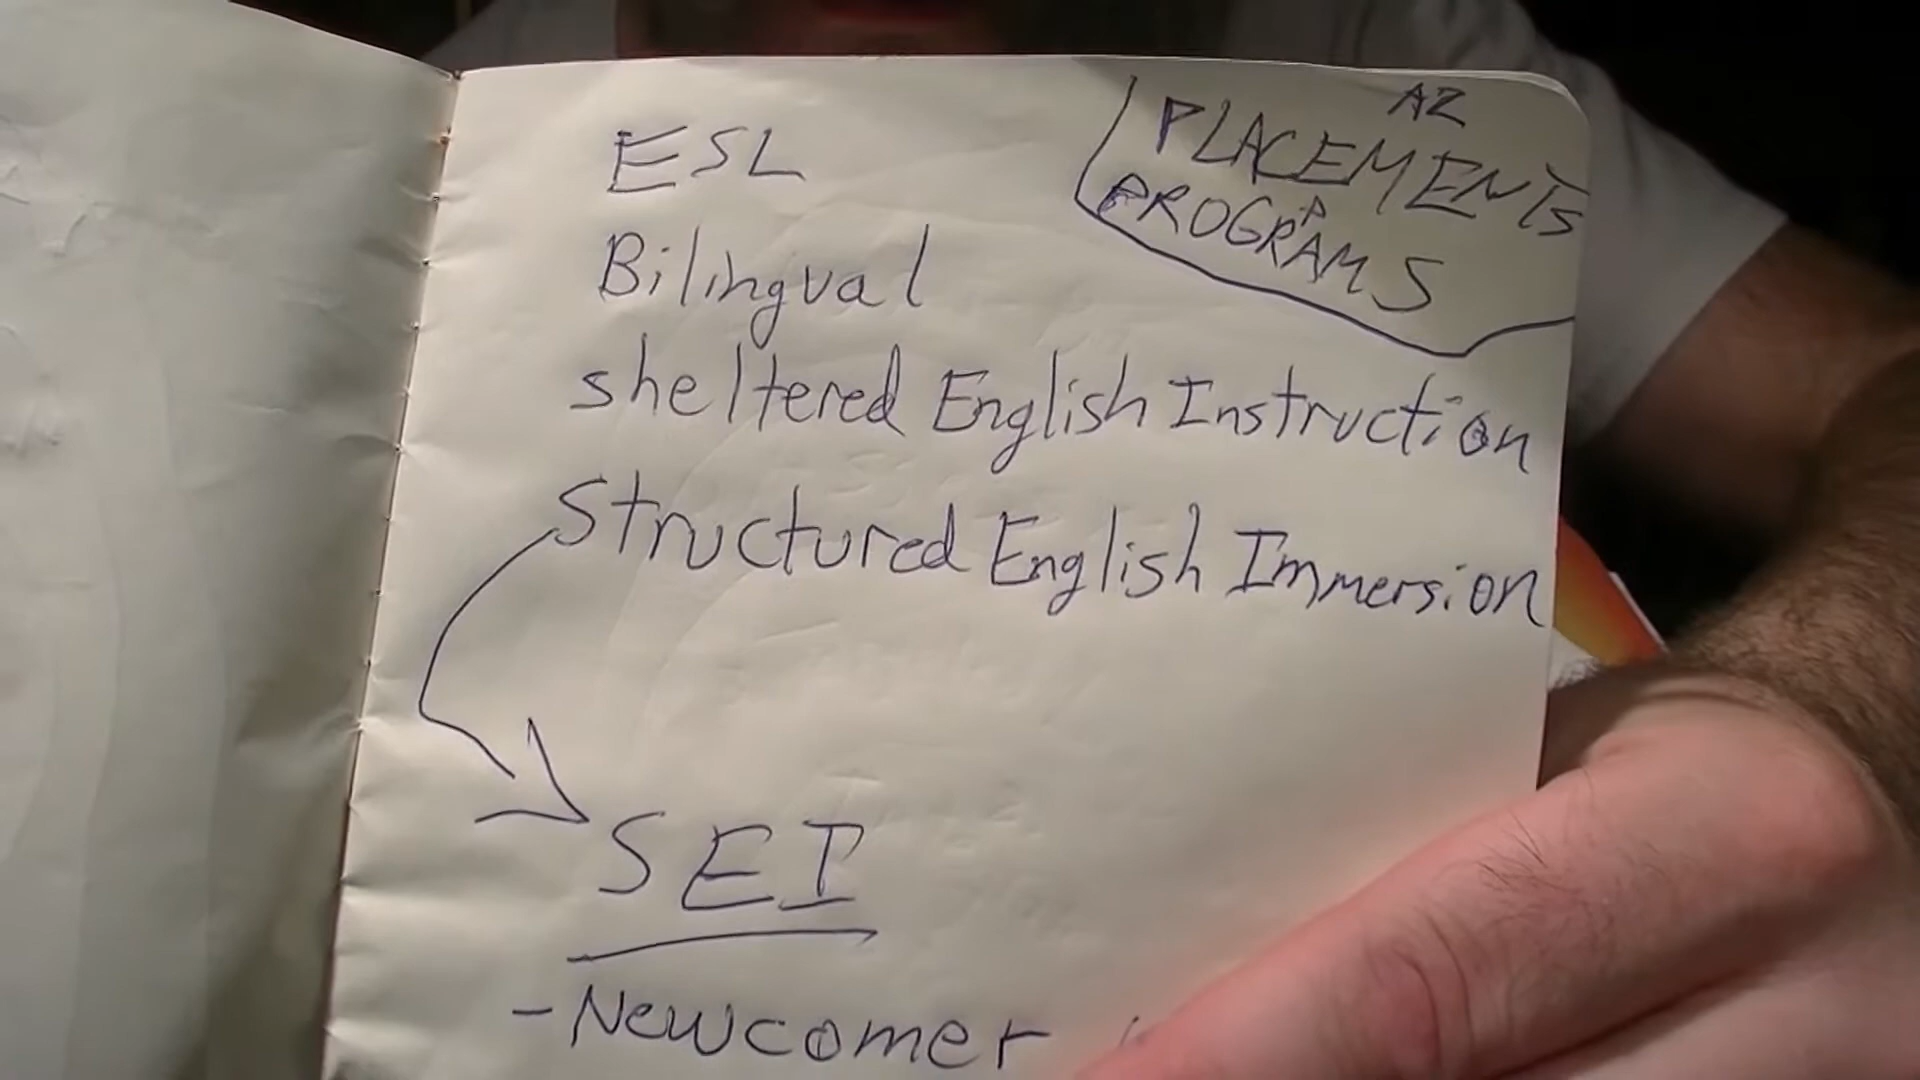 AZ
PLACEMENTS
PROGRAMS
ESL
Bilingual
sheltered English Instruction
Structured English Immersion
SEI
- Newcomer